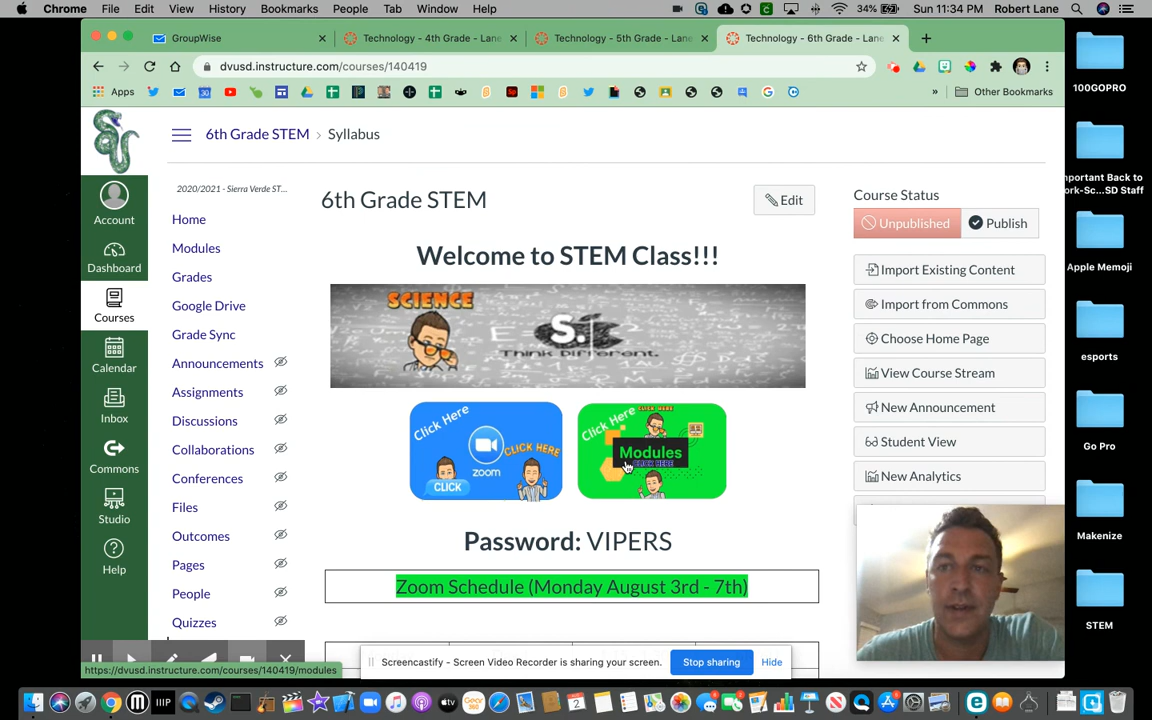 Chrome File Edit View History Bookmarks People Tab Window Help 34% Sun 11:34 PM Robert Lane
GroupWise × Technology - 4th Grade - Lane × Technology - 5th Grade - Lane × Technology - 6th Grade - Lane × +
dvusd.instructure.com/courses/140419
Apps » Other Bookmarks
100GOPRO
mportant Back to
ork-Sc...SD Staff
Apple Memoji
esports
Go Pro
Makenize
STEM
6th Grade STEM › Syllabus
Account
Dashboard
Courses
Calendar
Inbox
Commons
Studio
Help
2020/2021 - Sierra Verde ST...
Home
Modules
Grades
Google Drive
Grade Sync
Announcements
Assignments
Discussions
Collaborations
Conferences
Files
Outcomes
Pages
People
Quizzes
6th Grade STEM
Edit
Welcome to STEM Class!!!
SCIENCE
S.
Think Different.
Click Here
zoom
CLICK HERE
CLICK
Click Here
CLICK HERE
Modules
Password: VIPERS
Zoom Schedule (Monday August 3rd - 7th)
Course Status
Unpublished Publish
Import Existing Content
Import from Commons
Choose Home Page
View Course Stream
New Announcement
Student View
New Analytics
Screencastify - Screen Video Recorder is sharing your screen. Stop sharing Hide
https://dvusd.instructure.com/courses/140419/modules